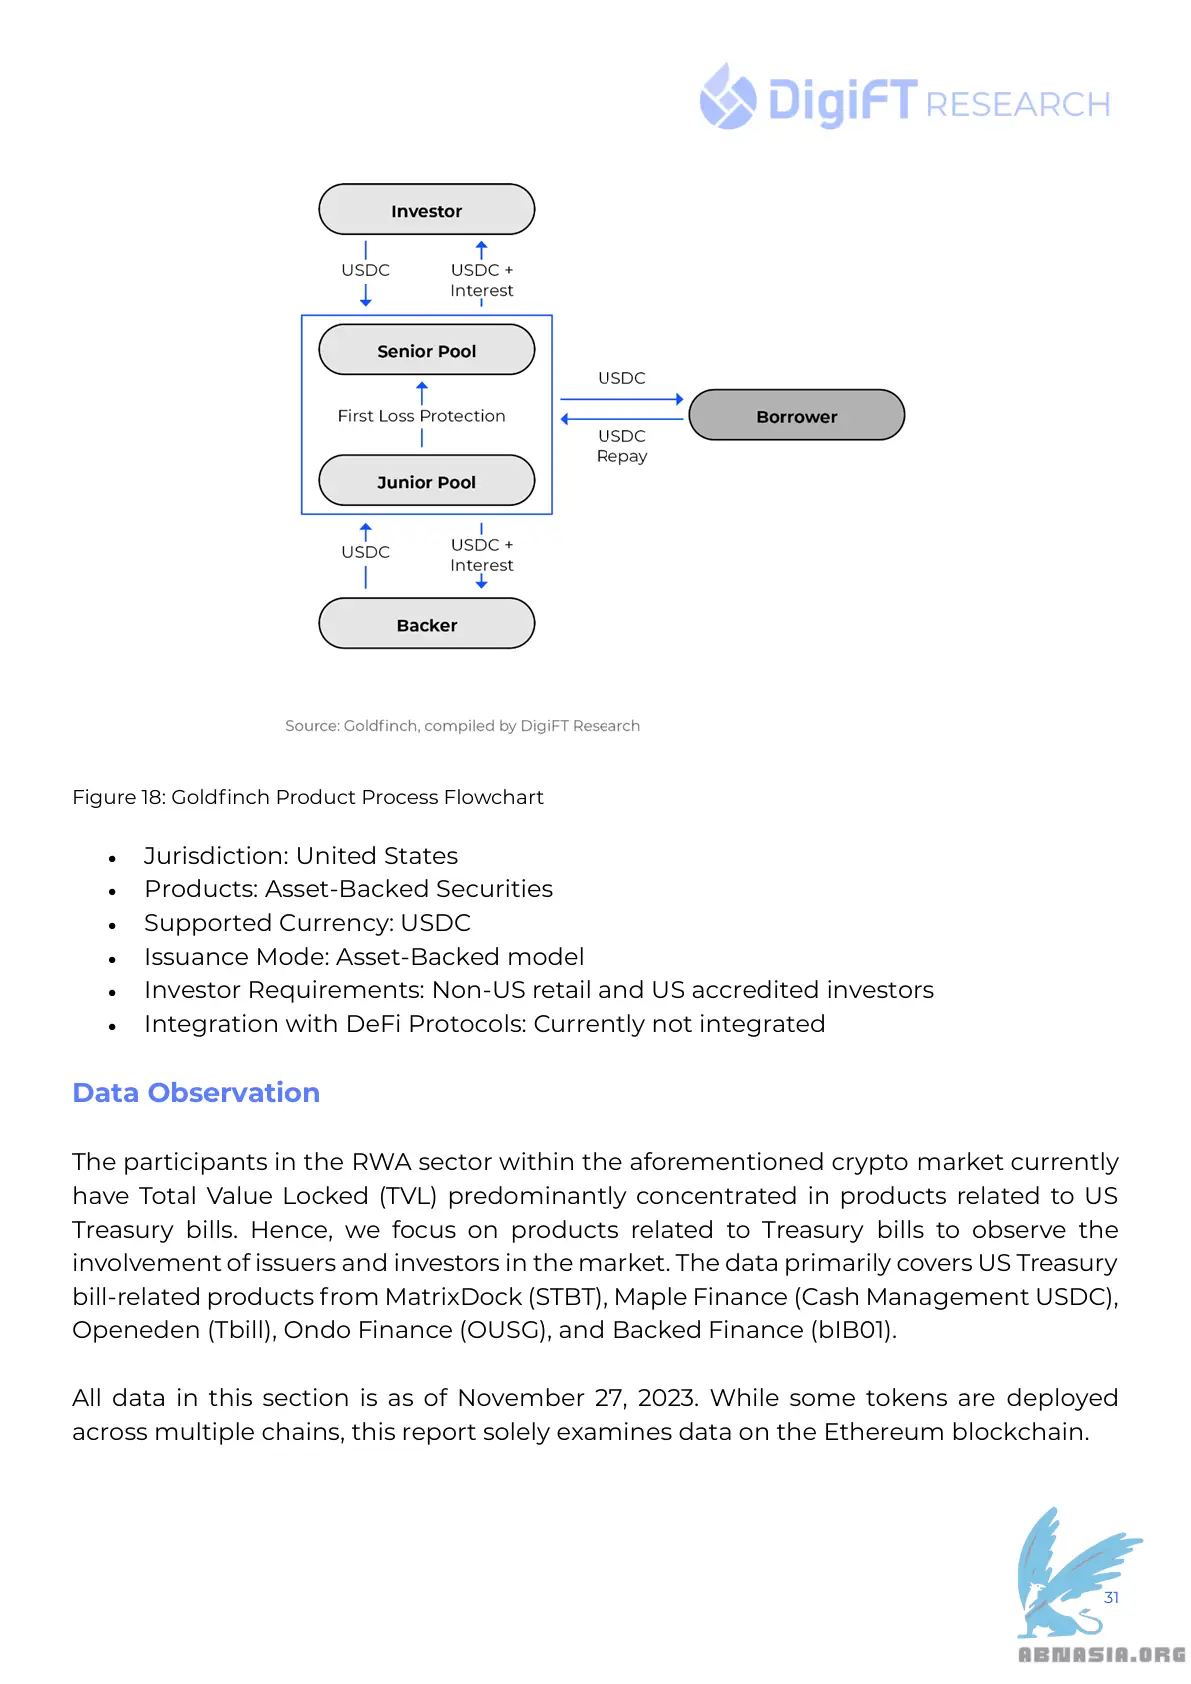 DigiFT RESEARCH
Investor
USDC
USDC +
Interest
Senior Pool
First Loss Protection
Junior Pool
USDC
USDC
Repay
Borrower
USDC
USDC +
Interest
Backer
Source: Goldfinch, compiled by DigiFT Research
Figure 18: Goldfinch Product Process Flowchart
• Jurisdiction: United States
• Products: Asset-Backed Securities
• Supported Currency: USDC
• Issuance Mode: Asset-Backed model
• Investor Requirements: Non-US retail and US accredited investors
• Integration with DeFi Protocols: Currently not integrated
Data Observation
The participants in the RWA sector within the aforementioned crypto market currently
have Total Value Locked (TVL) predominantly concentrated in products related to US
Treasury bills. Hence, we focus on products related to Treasury bills to observe the
involvement of issuers and investors in the market. The data primarily covers US Treasury
bill-related products from MatrixDock (STBT), Maple Finance (Cash Management USDC),
Openeden (Tbill), Ondo Finance (OUSG), and Backed Finance (bIB01).
All data in this section is as of November 27, 2023. While some tokens are deployed
across multiple chains, this report solely examines data on the Ethereum blockchain.
31
ABNASIA.ORG